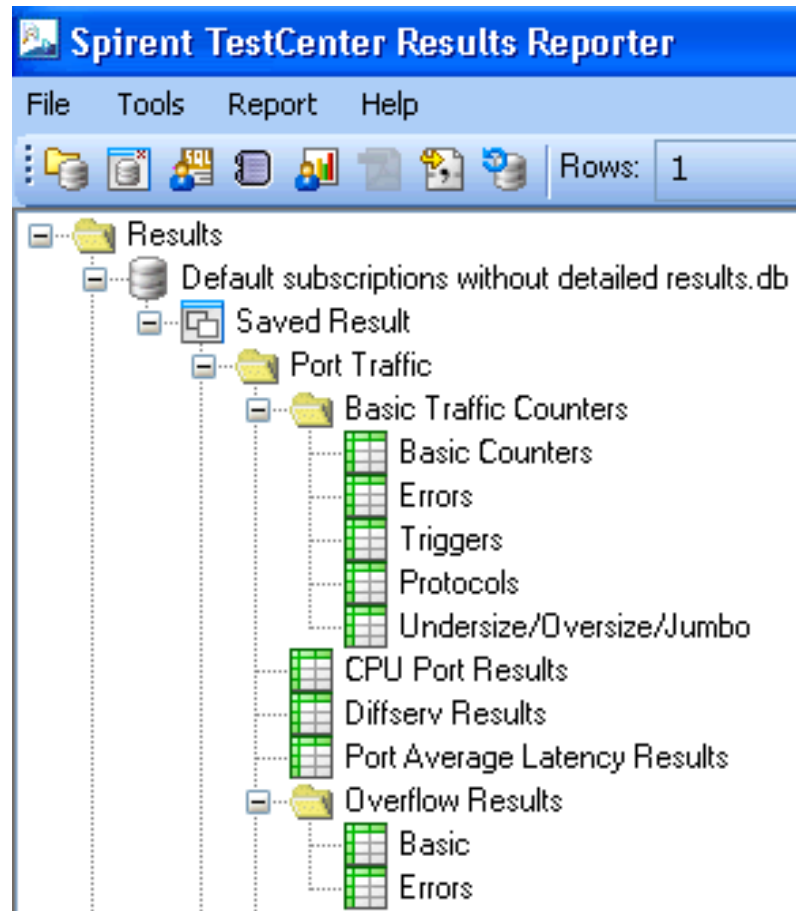 Spirent TestCenter Results Reporter
File Tools Report Help
SQL Rows: 1
Results
Default subscriptions without detailed results.db
Saved Result
Port Traffic
Basic Traffic Counters
Basic Counters
Errors
Triggers
Protocols
Undersize/Oversize/Jumbo
CPU Port Results
Diffserv Results
Port Average Latency Results
Overflow Results
Basic
Errors